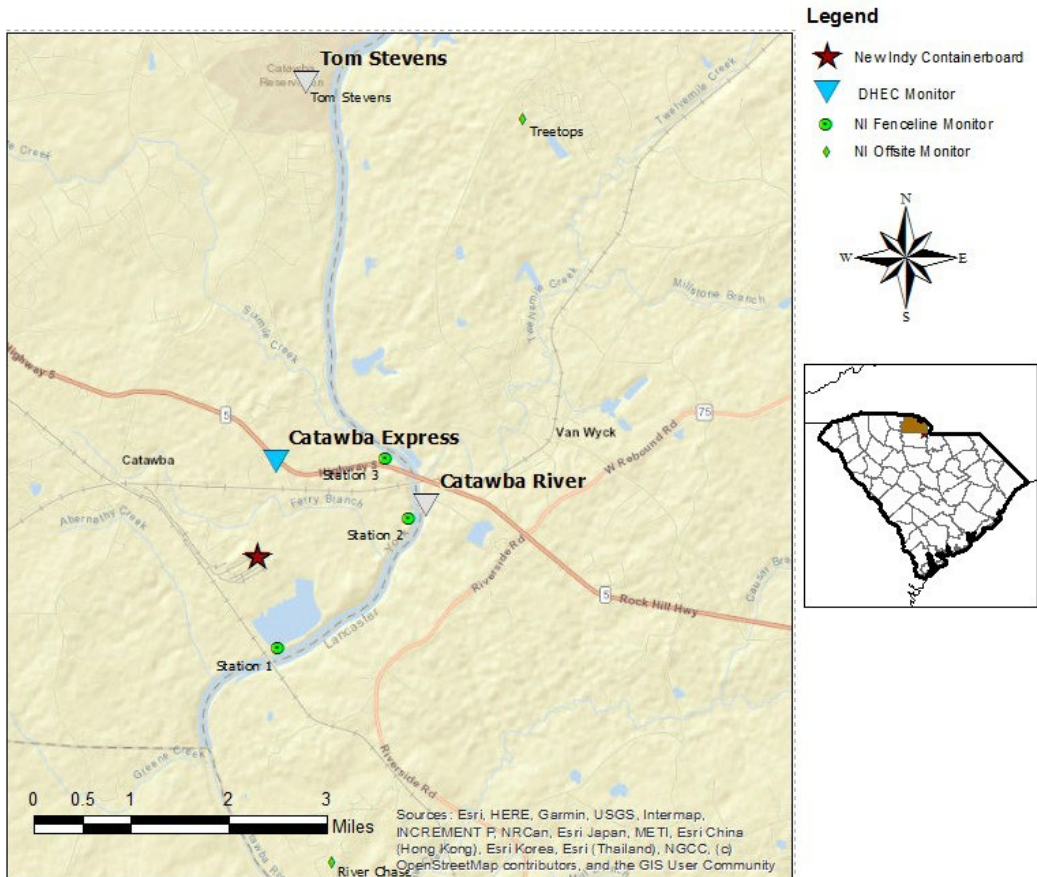 Legend
New Indy Containerboard
DHEC Monitor
NI Fenceline Monitor
NI Offsite Monitor
N
W
E
S
Tom Stevens
Catawba
Reservation
Tom Stevens
Treetops
Twelvemile Creek
Creek
Sixmile Creek
Twelvemile Creek
Millstone Branch
Highway 5
5
75
Van Wyck
W Rebound Rd
Catawba Express
Catawba
Highway 5
Station 3
Catawba River
Ferry Branch
Abernathy Creek
Station 2
York
Riverside Rd
5
Rock Hill Hwy
Lancaster
Station 1
Greene Creek
Riverside Rd
0 0.5 1 2 3
Miles
River Chase
Sources: Esri, HERE, Garmin, USGS, Intermap,
INCREMENT P, NRCan, Esri Japan, METI, Esri China
(Hong Kong), Esri Korea, Esri (Thailand), NGCC, (c)
OpenStreetMap contributors, and the GIS User Community